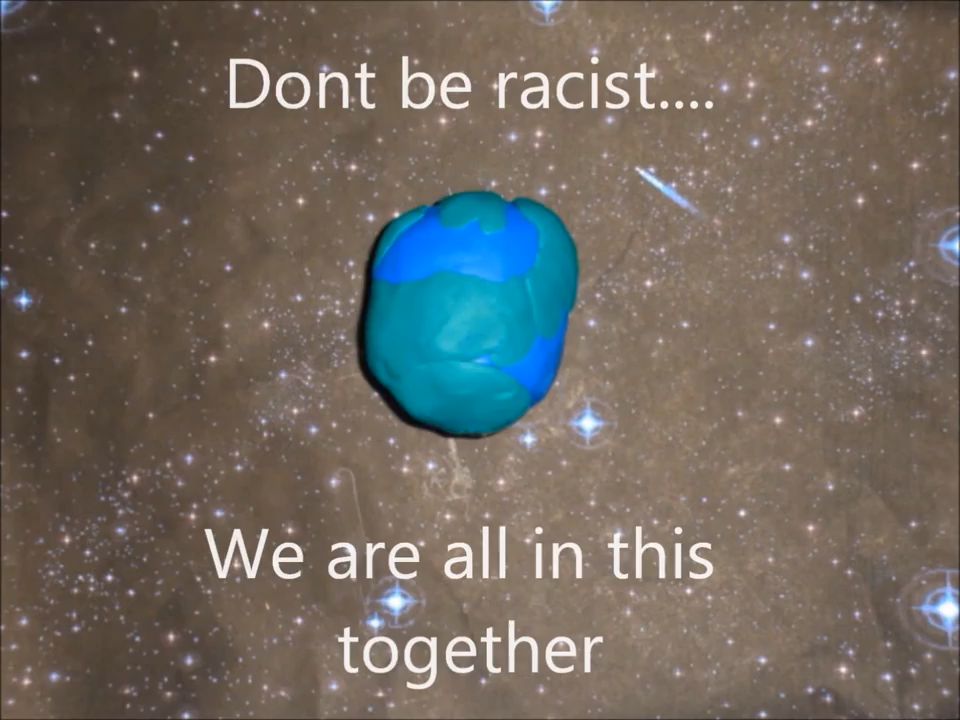 Dont be racist....
We are all in this
together